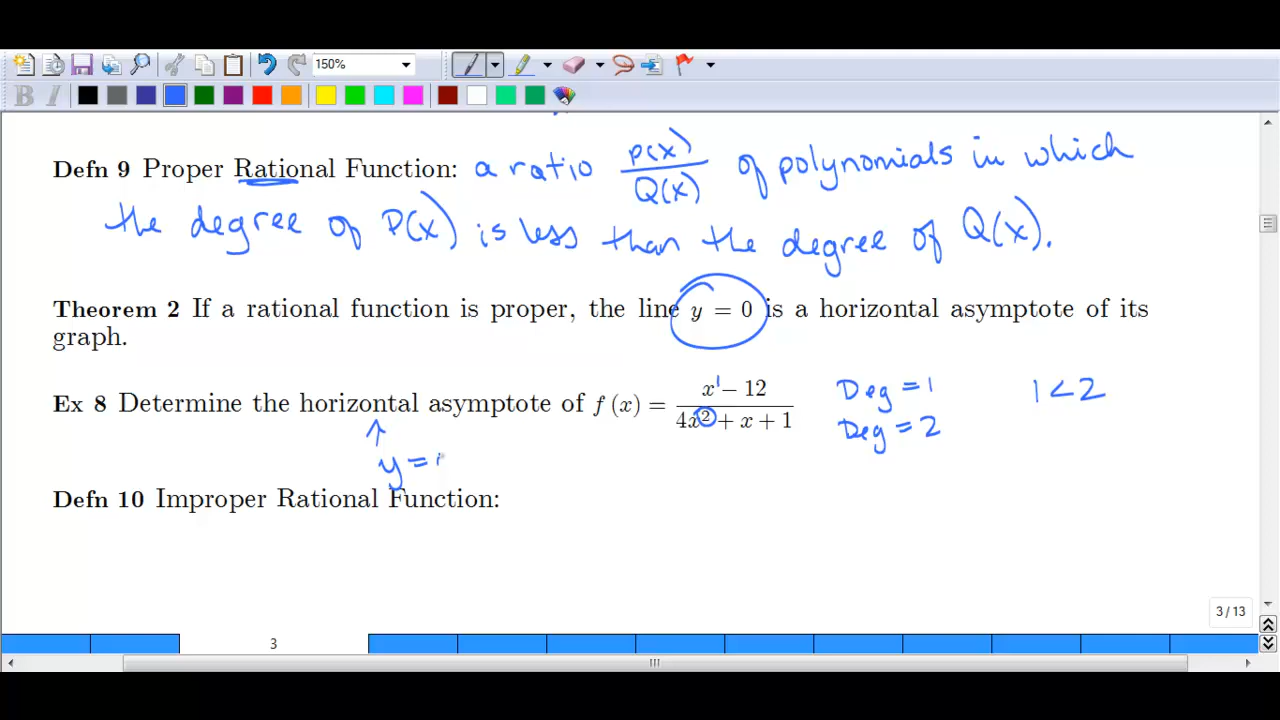 150%
B I
Defn 9 Proper Rational Function: a ratio P(x)/Q(x) of polynomials in which
the degree of P(x) is less than the degree of Q(x).
Theorem 2 If a rational function is proper, the line y = 0 is a horizontal asymptote of its
graph.
Ex 8 Determine the horizontal asymptote of f (x) = (x¹ − 12)/(4x² + x + 1) Deg = 1 1 < 2
Deg = 2
y =
Defn 10 Improper Rational Function:
3 / 13
3